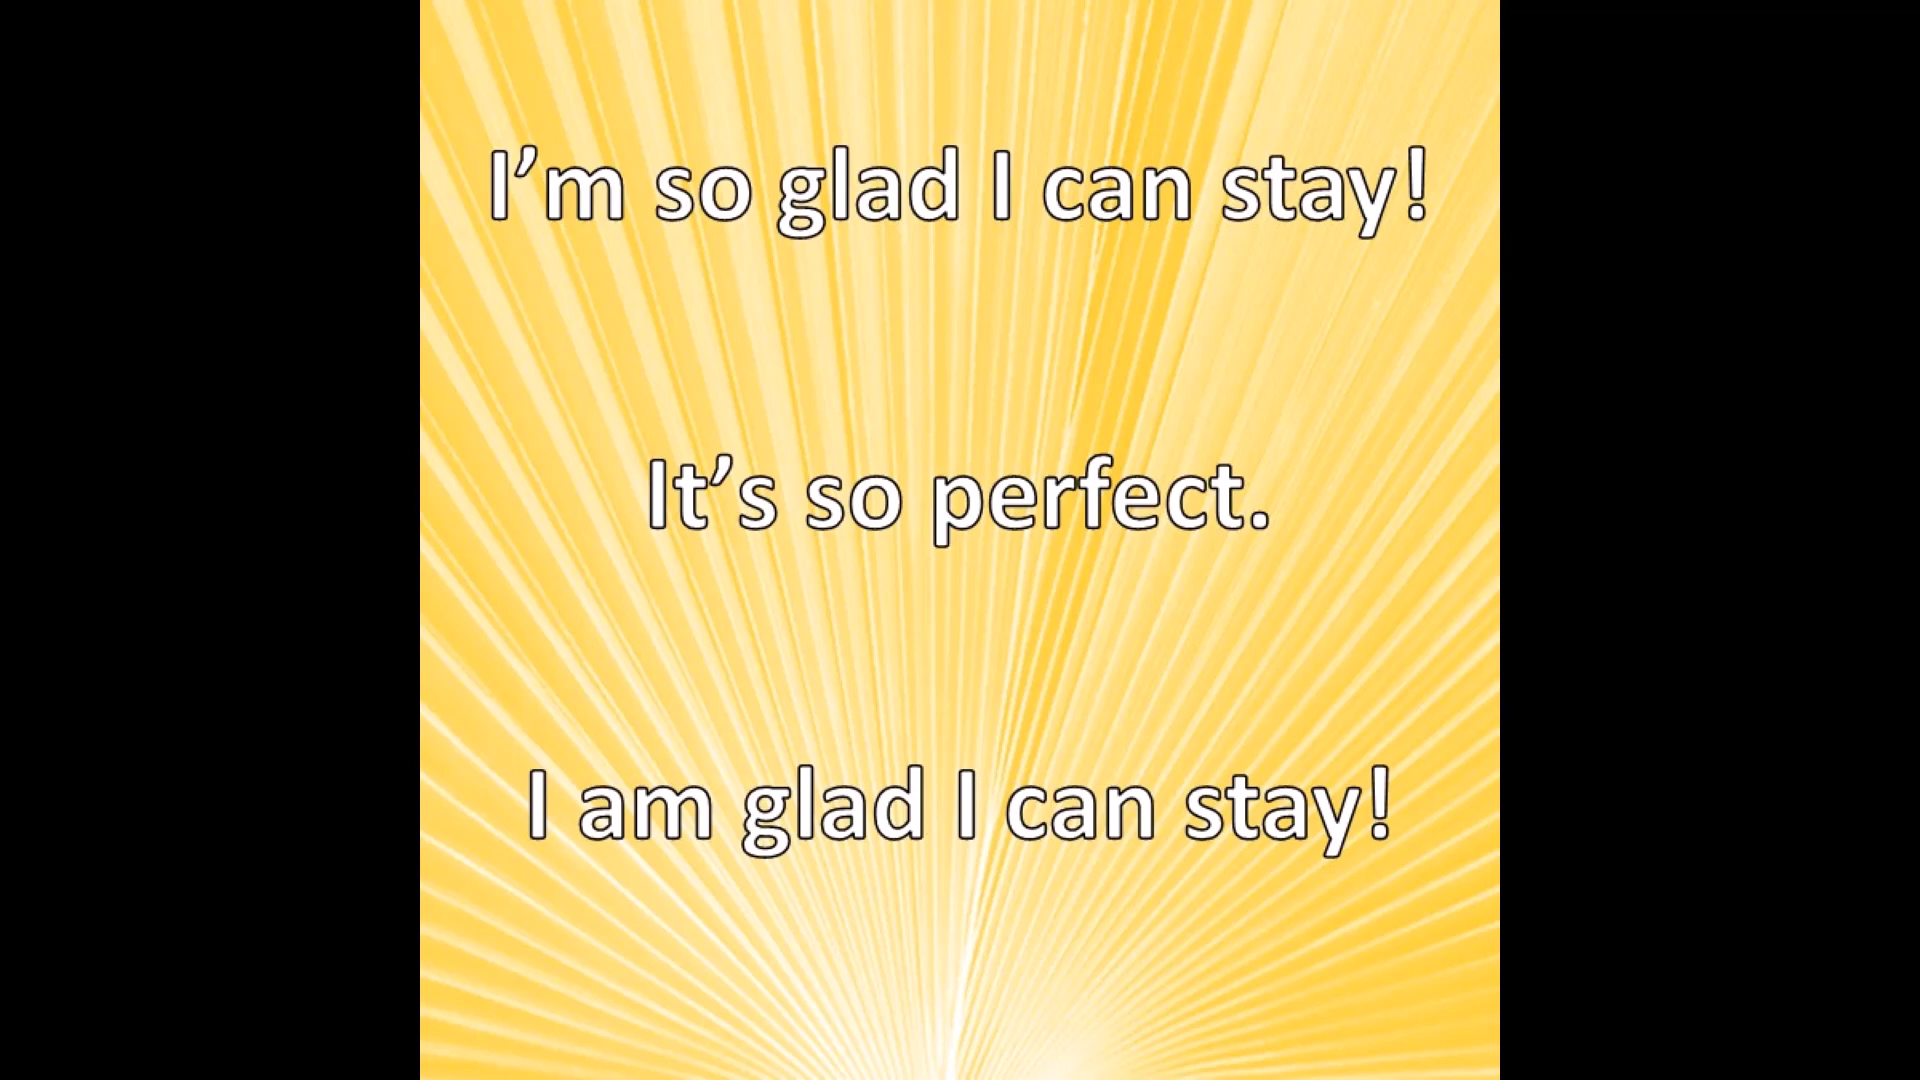 I’m so glad I can stay!
It’s so perfect.
I am glad I can stay!